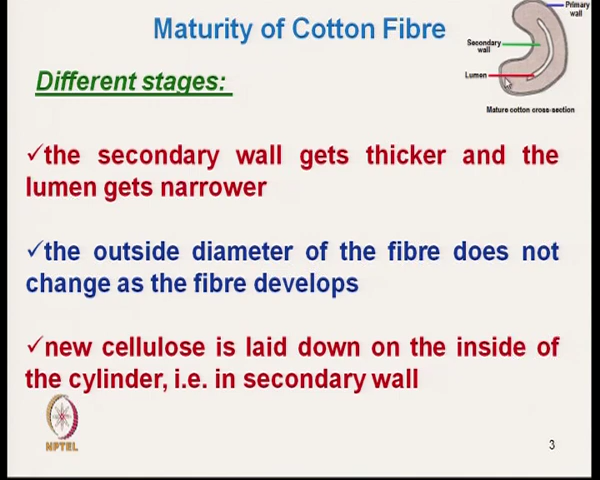 Maturity of Cotton Fibre
Primary
wall
Secondary
wall
Lumen
Mature cotton cross-section
Different stages:
✓the secondary wall gets thicker and the
lumen gets narrower
✓the outside diameter of the fibre does not
change as the fibre develops
✓new cellulose is laid down on the inside of
the cylinder, i.e. in secondary wall
NPTEL
3